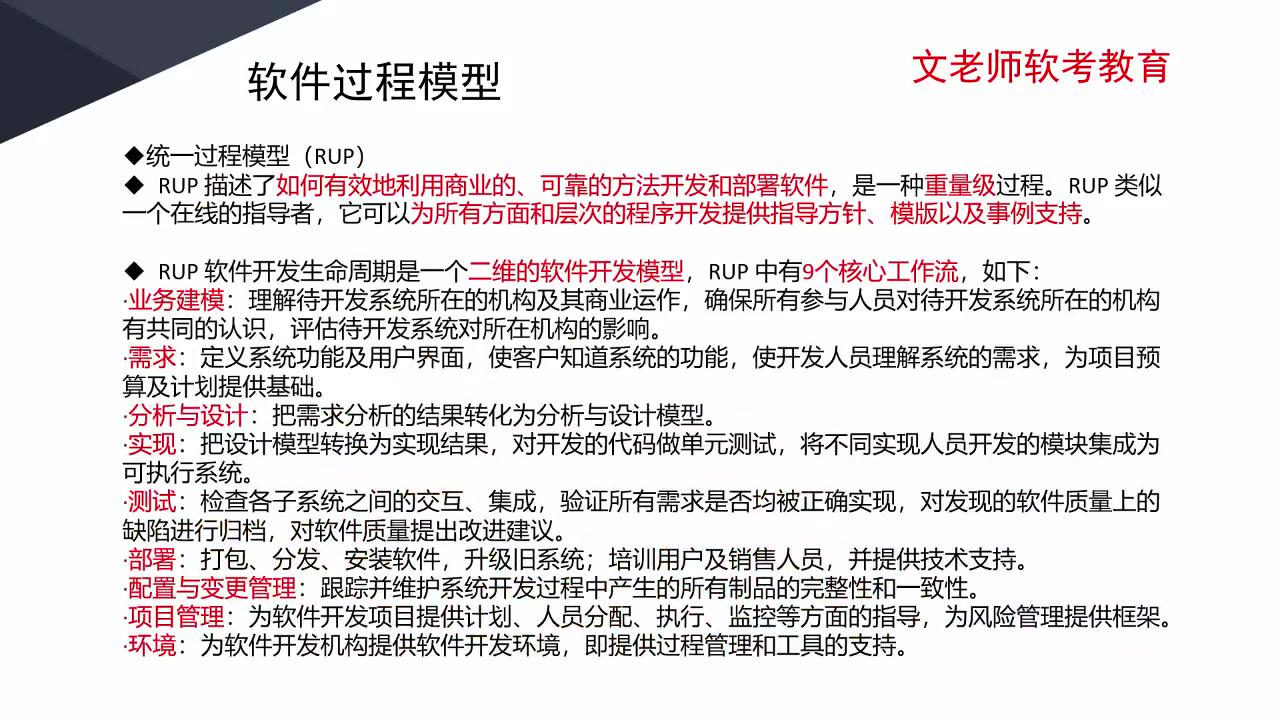 软件过程模型
文老师软考教育
◆统一过程模型（RUP）
◆ RUP 描述了如何有效地利用商业的、可靠的方法开发和部署软件，是一种重量级过程。RUP 类似
一个在线的指导者，它可以为所有方面和层次的程序开发提供指导方针、模版以及事例支持。
◆ RUP 软件开发生命周期是一个二维的软件开发模型，RUP 中有9个核心工作流，如下：
·业务建模：理解待开发系统所在的机构及其商业运作，确保所有参与人员对待开发系统所在的机构
有共同的认识，评估待开发系统对所在机构的影响。
·需求：定义系统功能及用户界面，使客户知道系统的功能，使开发人员理解系统的需求，为项目预
算及计划提供基础。
·分析与设计：把需求分析的结果转化为分析与设计模型。
·实现：把设计模型转换为实现结果，对开发的代码做单元测试，将不同实现人员开发的模块集成为
可执行系统。
·测试：检查各子系统之间的交互、集成，验证所有需求是否均被正确实现，对发现的软件质量上的
缺陷进行归档，对软件质量提出改进建议。
·部署：打包、分发、安装软件，升级旧系统；培训用户及销售人员，并提供技术支持。
·配置与变更管理：跟踪并维护系统开发过程中产生的所有制品的完整性和一致性。
·项目管理：为软件开发项目提供计划、人员分配、执行、监控等方面的指导，为风险管理提供框架。
·环境：为软件开发机构提供软件开发环境，即提供过程管理和工具的支持。